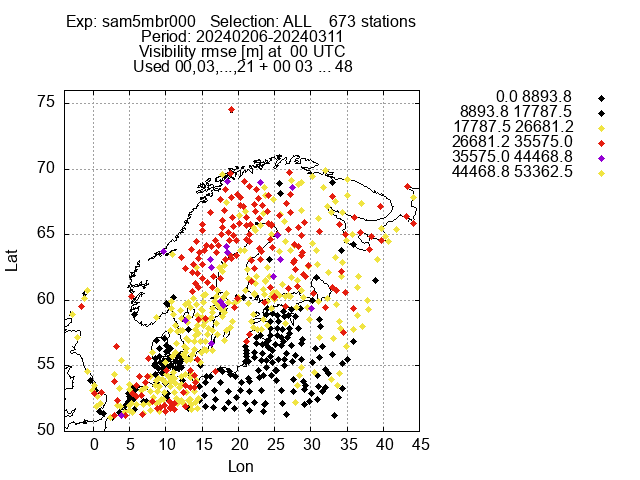 Exp: sam5mbr000   Selection: ALL    673 stations
Period: 20240206-20240311
Visibility rmse [m] at  00 UTC
Used 00,03,...,21 + 00 03 ... 48
0.0 8893.8
8893.8 17787.5
17787.5 26681.2
26681.2 35575.0
35575.0 44468.8
44468.8 53362.5
75
70
65
60
55
50
Lat
0 5 10 15 20 25 30 35 40 45
Lon